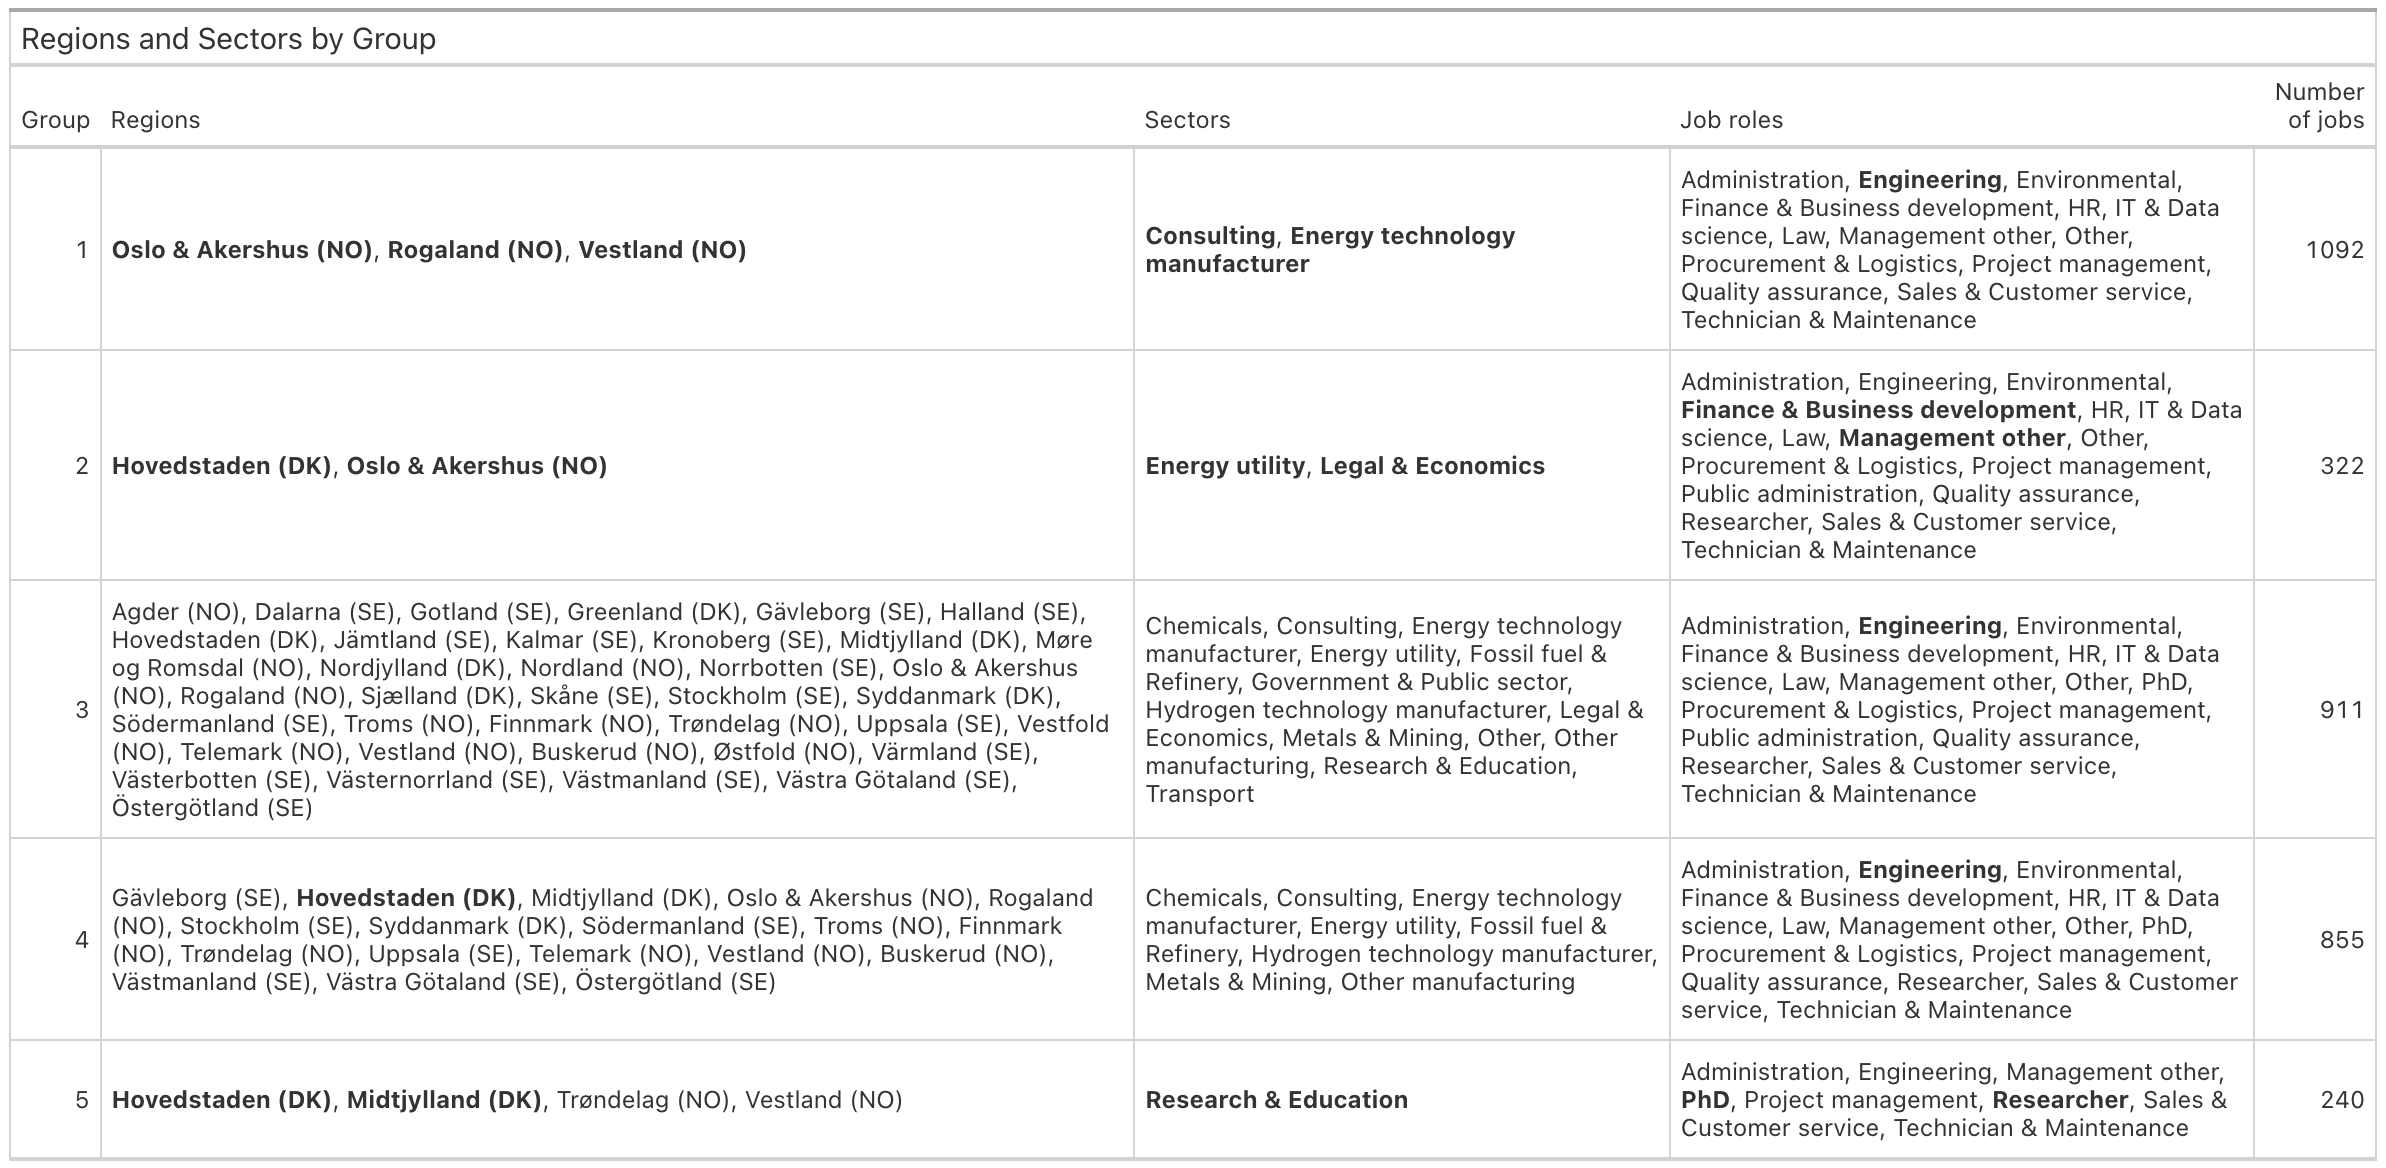 Regions and Sectors by Group
Group Regions Sectors Job roles Number of jobs
1
Oslo & Akershus (NO), Rogaland (NO), Vestland (NO)
Consulting, Energy technology
manufacturer
Administration, Engineering, Environmental,
Finance & Business development, HR, IT & Data
science, Law, Management other, Other,
Procurement & Logistics, Project management,
Quality assurance, Sales & Customer service,
Technician & Maintenance
1092
2
Hovedstaden (DK), Oslo & Akershus (NO)
Energy utility, Legal & Economics
Administration, Engineering, Environmental,
Finance & Business development, HR, IT & Data
science, Law, Management other, Other,
Procurement & Logistics, Project management,
Public administration, Quality assurance,
Researcher, Sales & Customer service,
Technician & Maintenance
322
3
Agder (NO), Dalarna (SE), Gotland (SE), Greenland (DK), Gävleborg (SE), Halland (SE),
Hovedstaden (DK), Jämtland (SE), Kalmar (SE), Kronoberg (SE), Midtjylland (DK), Møre
og Romsdal (NO), Nordjylland (DK), Nordland (NO), Norrbotten (SE), Oslo & Akershus
(NO), Rogaland (NO), Sjælland (DK), Skåne (SE), Stockholm (SE), Syddanmark (DK),
Södermanland (SE), Troms (NO), Finnmark (NO), Trøndelag (NO), Uppsala (SE), Vestfold
(NO), Telemark (NO), Vestland (NO), Buskerud (NO), Østfold (NO), Värmland (SE),
Västerbotten (SE), Västernorrland (SE), Västmanland (SE), Västra Götaland (SE),
Östergötland (SE)
Chemicals, Consulting, Energy technology
manufacturer, Energy utility, Fossil fuel &
Refinery, Government & Public sector,
Hydrogen technology manufacturer, Legal &
Economics, Metals & Mining, Other, Other
manufacturing, Research & Education,
Transport
Administration, Engineering, Environmental,
Finance & Business development, HR, IT & Data
science, Law, Management other, Other, PhD,
Procurement & Logistics, Project management,
Public administration, Quality assurance,
Researcher, Sales & Customer service,
Technician & Maintenance
911
4
Gävleborg (SE), Hovedstaden (DK), Midtjylland (DK), Oslo & Akershus (NO), Rogaland
(NO), Stockholm (SE), Syddanmark (DK), Södermanland (SE), Troms (NO), Finnmark
(NO), Trøndelag (NO), Uppsala (SE), Telemark (NO), Vestland (NO), Buskerud (NO),
Västmanland (SE), Västra Götaland (SE), Östergötland (SE)
Chemicals, Consulting, Energy technology
manufacturer, Energy utility, Fossil fuel &
Refinery, Hydrogen technology manufacturer,
Metals & Mining, Other manufacturing
Administration, Engineering, Environmental,
Finance & Business development, HR, IT & Data
science, Law, Management other, Other, PhD,
Procurement & Logistics, Project management,
Quality assurance, Researcher, Sales & Customer
service, Technician & Maintenance
855
5
Hovedstaden (DK), Midtjylland (DK), Trøndelag (NO), Vestland (NO)
Research & Education
Administration, Engineering, Management other,
PhD, Project management, Researcher, Sales &
Customer service, Technician & Maintenance
240